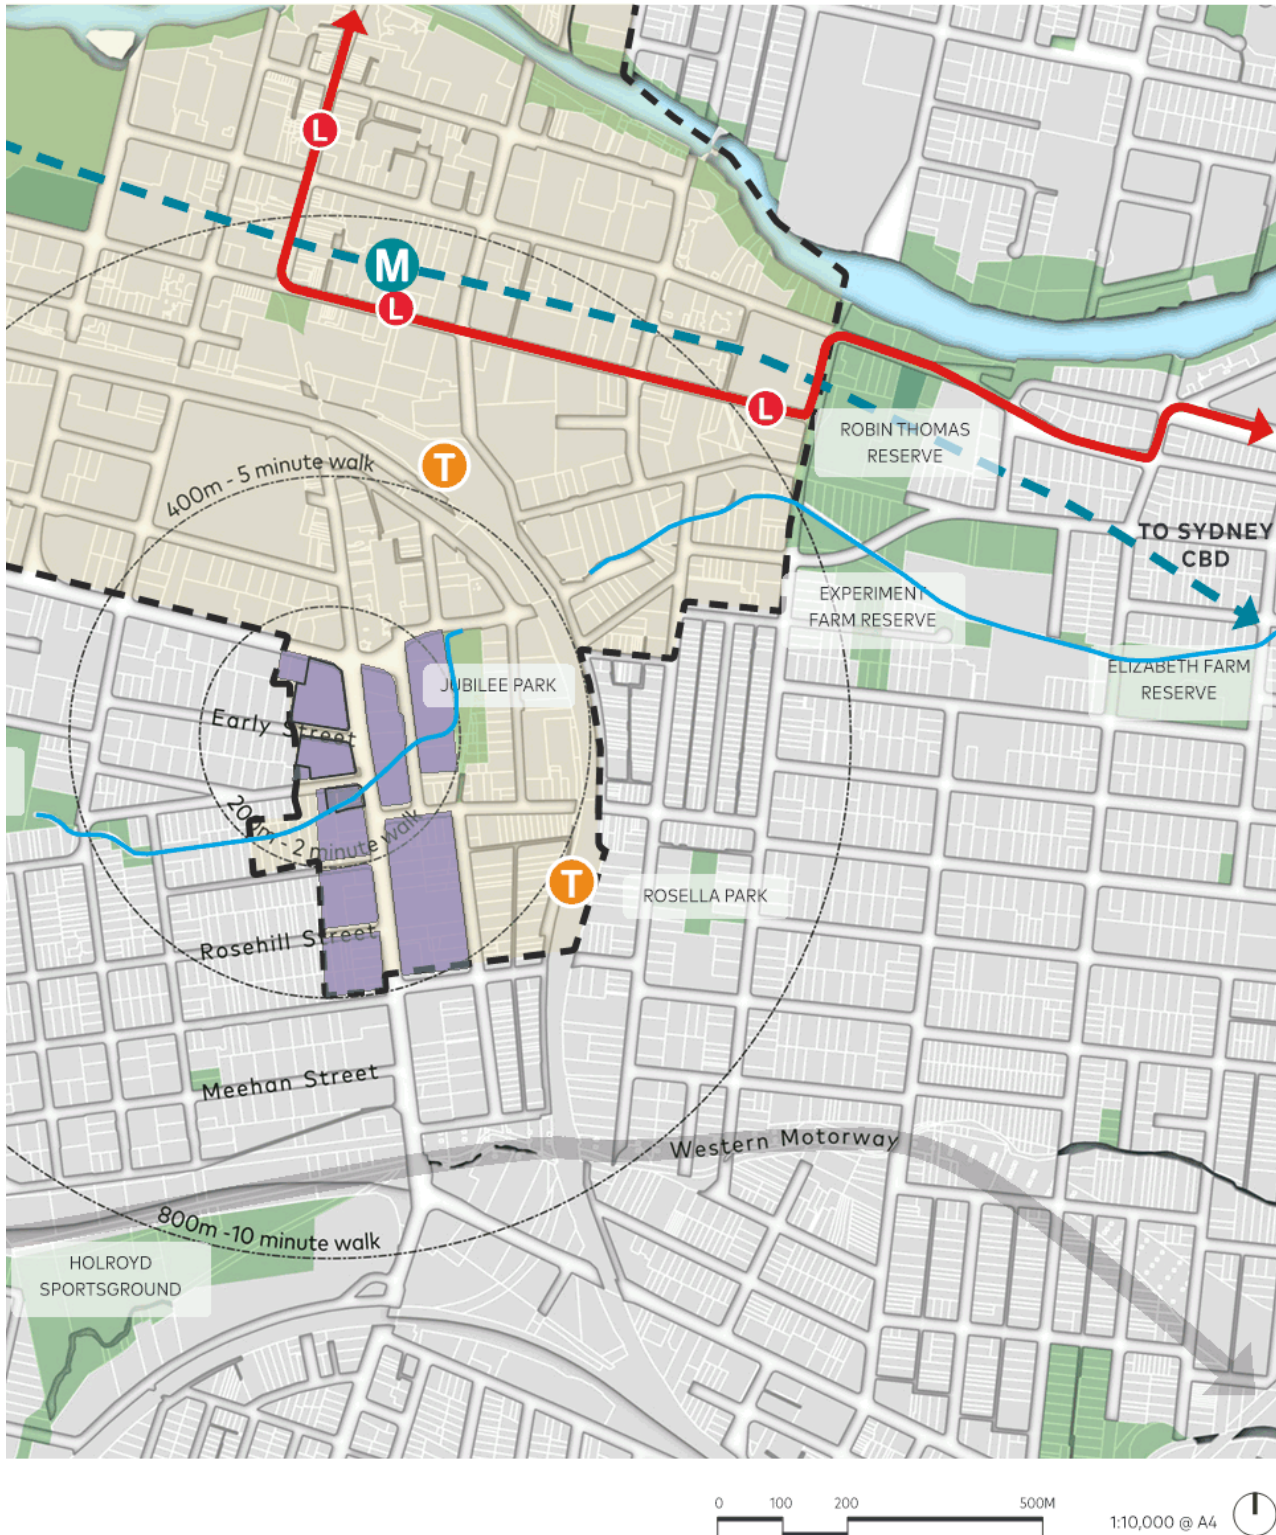 L
M
L
L
400m - 5 minute walk
T
ROBIN THOMAS
RESERVE
TO SYDNEY
CBD
EXPERIMENT
FARM RESERVE
ELIZABETH FARM
RESERVE
JUBILEE PARK
Early Street
200m - 2 minute walk
T
ROSELLA PARK
Rosehill Street
Meehan Street
Western Motorway
800m -10 minute walk
HOLROYD
SPORTSGROUND
0 100 200 500M
1:10,000 @ A4